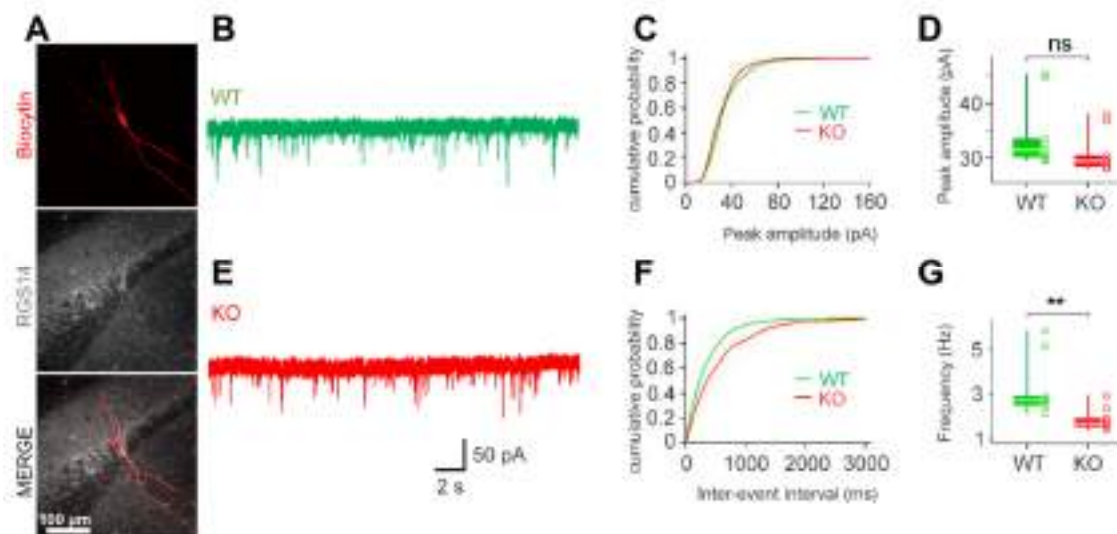 A
Biocytin
RGS14
MERGE
100 µm
B
WT
E
KO
50 pA
2 s
C
cumulative probability
1
0.8
0.6
0.4
0.2
0
WT
KO
0 40 80 120 160
Peak amplitude (pA)
D
Peak amplitude (pA)
ns
40
30
WT KO
F
cumulative probability
1
0.8
0.6
0.4
0.2
0
WT
KO
0 1000 2000 3000
Inter-event interval (ms)
G
Frequency (Hz)
**
5
3
1
WT KO